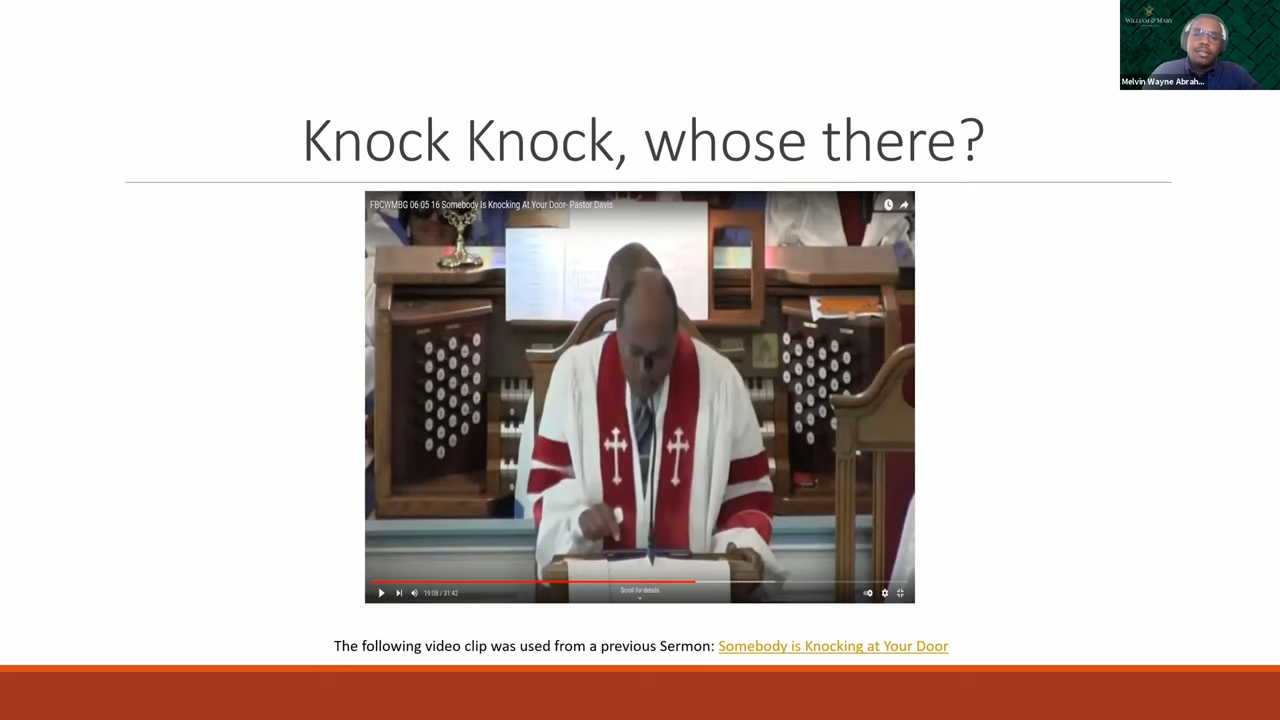 WILLIAM & MARY
Melvin Wayne Abrah...
Knock Knock, whose there?
FBCWMBG 06 05 16 Somebody Is Knocking At Your Door- Pastor Davis
19:08 / 31:42
Scroll for details
The following video clip was used from a previous Sermon: Somebody is Knocking at Your Door